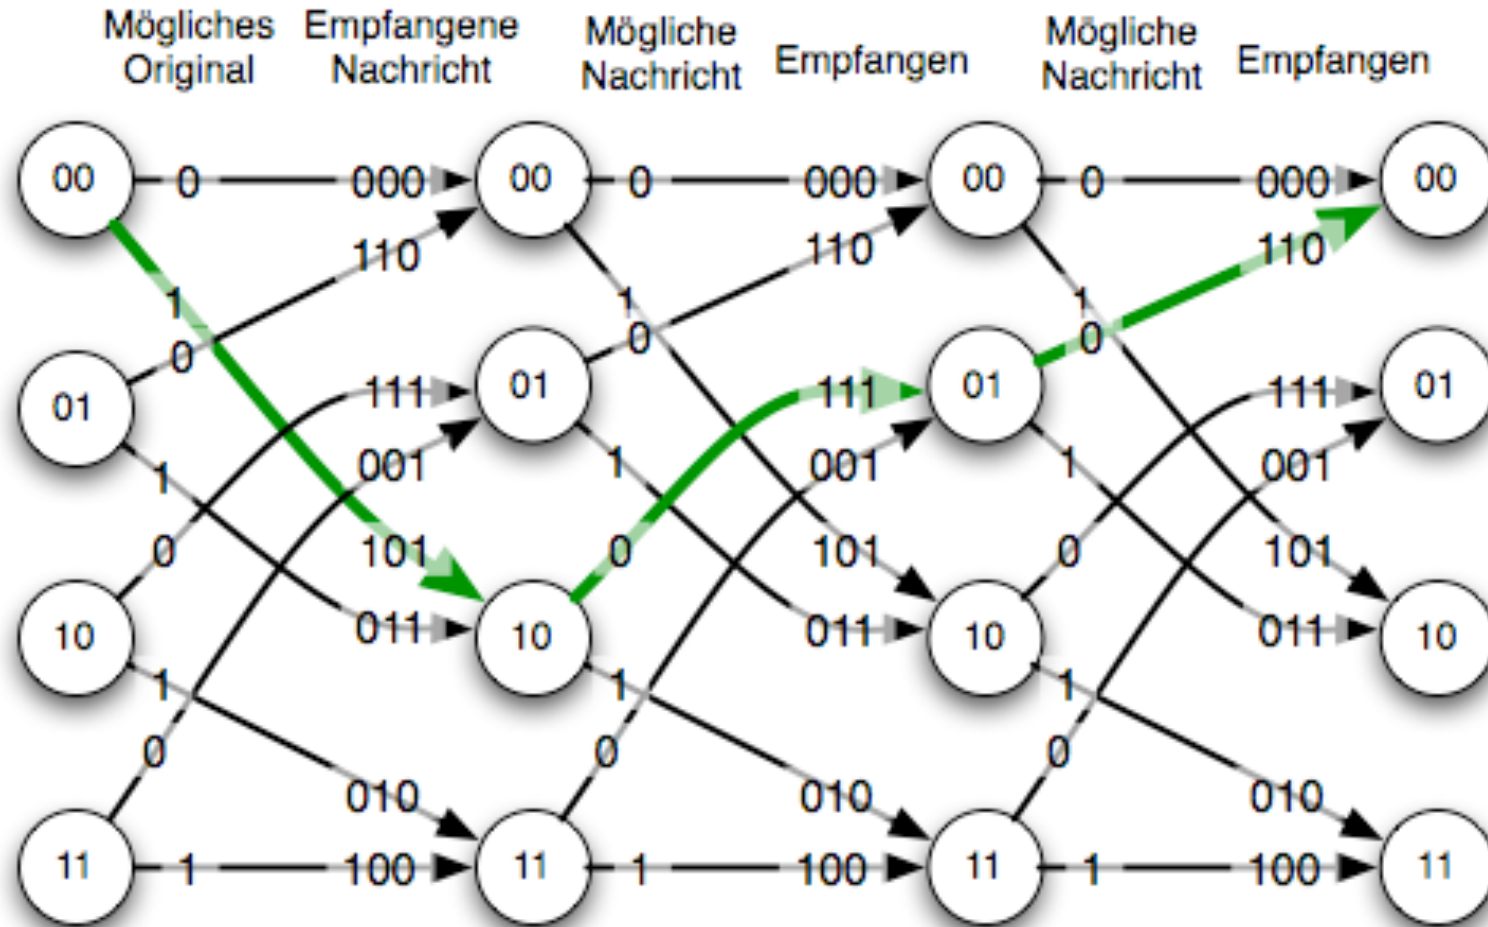 Mögliches Original
Empfangene Nachricht
Mögliche Nachricht
Empfangen
Mögliche Nachricht
Empfangen
00 0 000 00 0 000 00 0 000 00
110 110 110
1 1 1
0 0 0
01 111 01 111 01 111 01
1 001 1 001 1 001
0 101 0 101 0 101
10 011 10 011 10 011 10
1 1 1
0 0 0
010 010 010
11 1 100 11 1 100 11 1 100 11